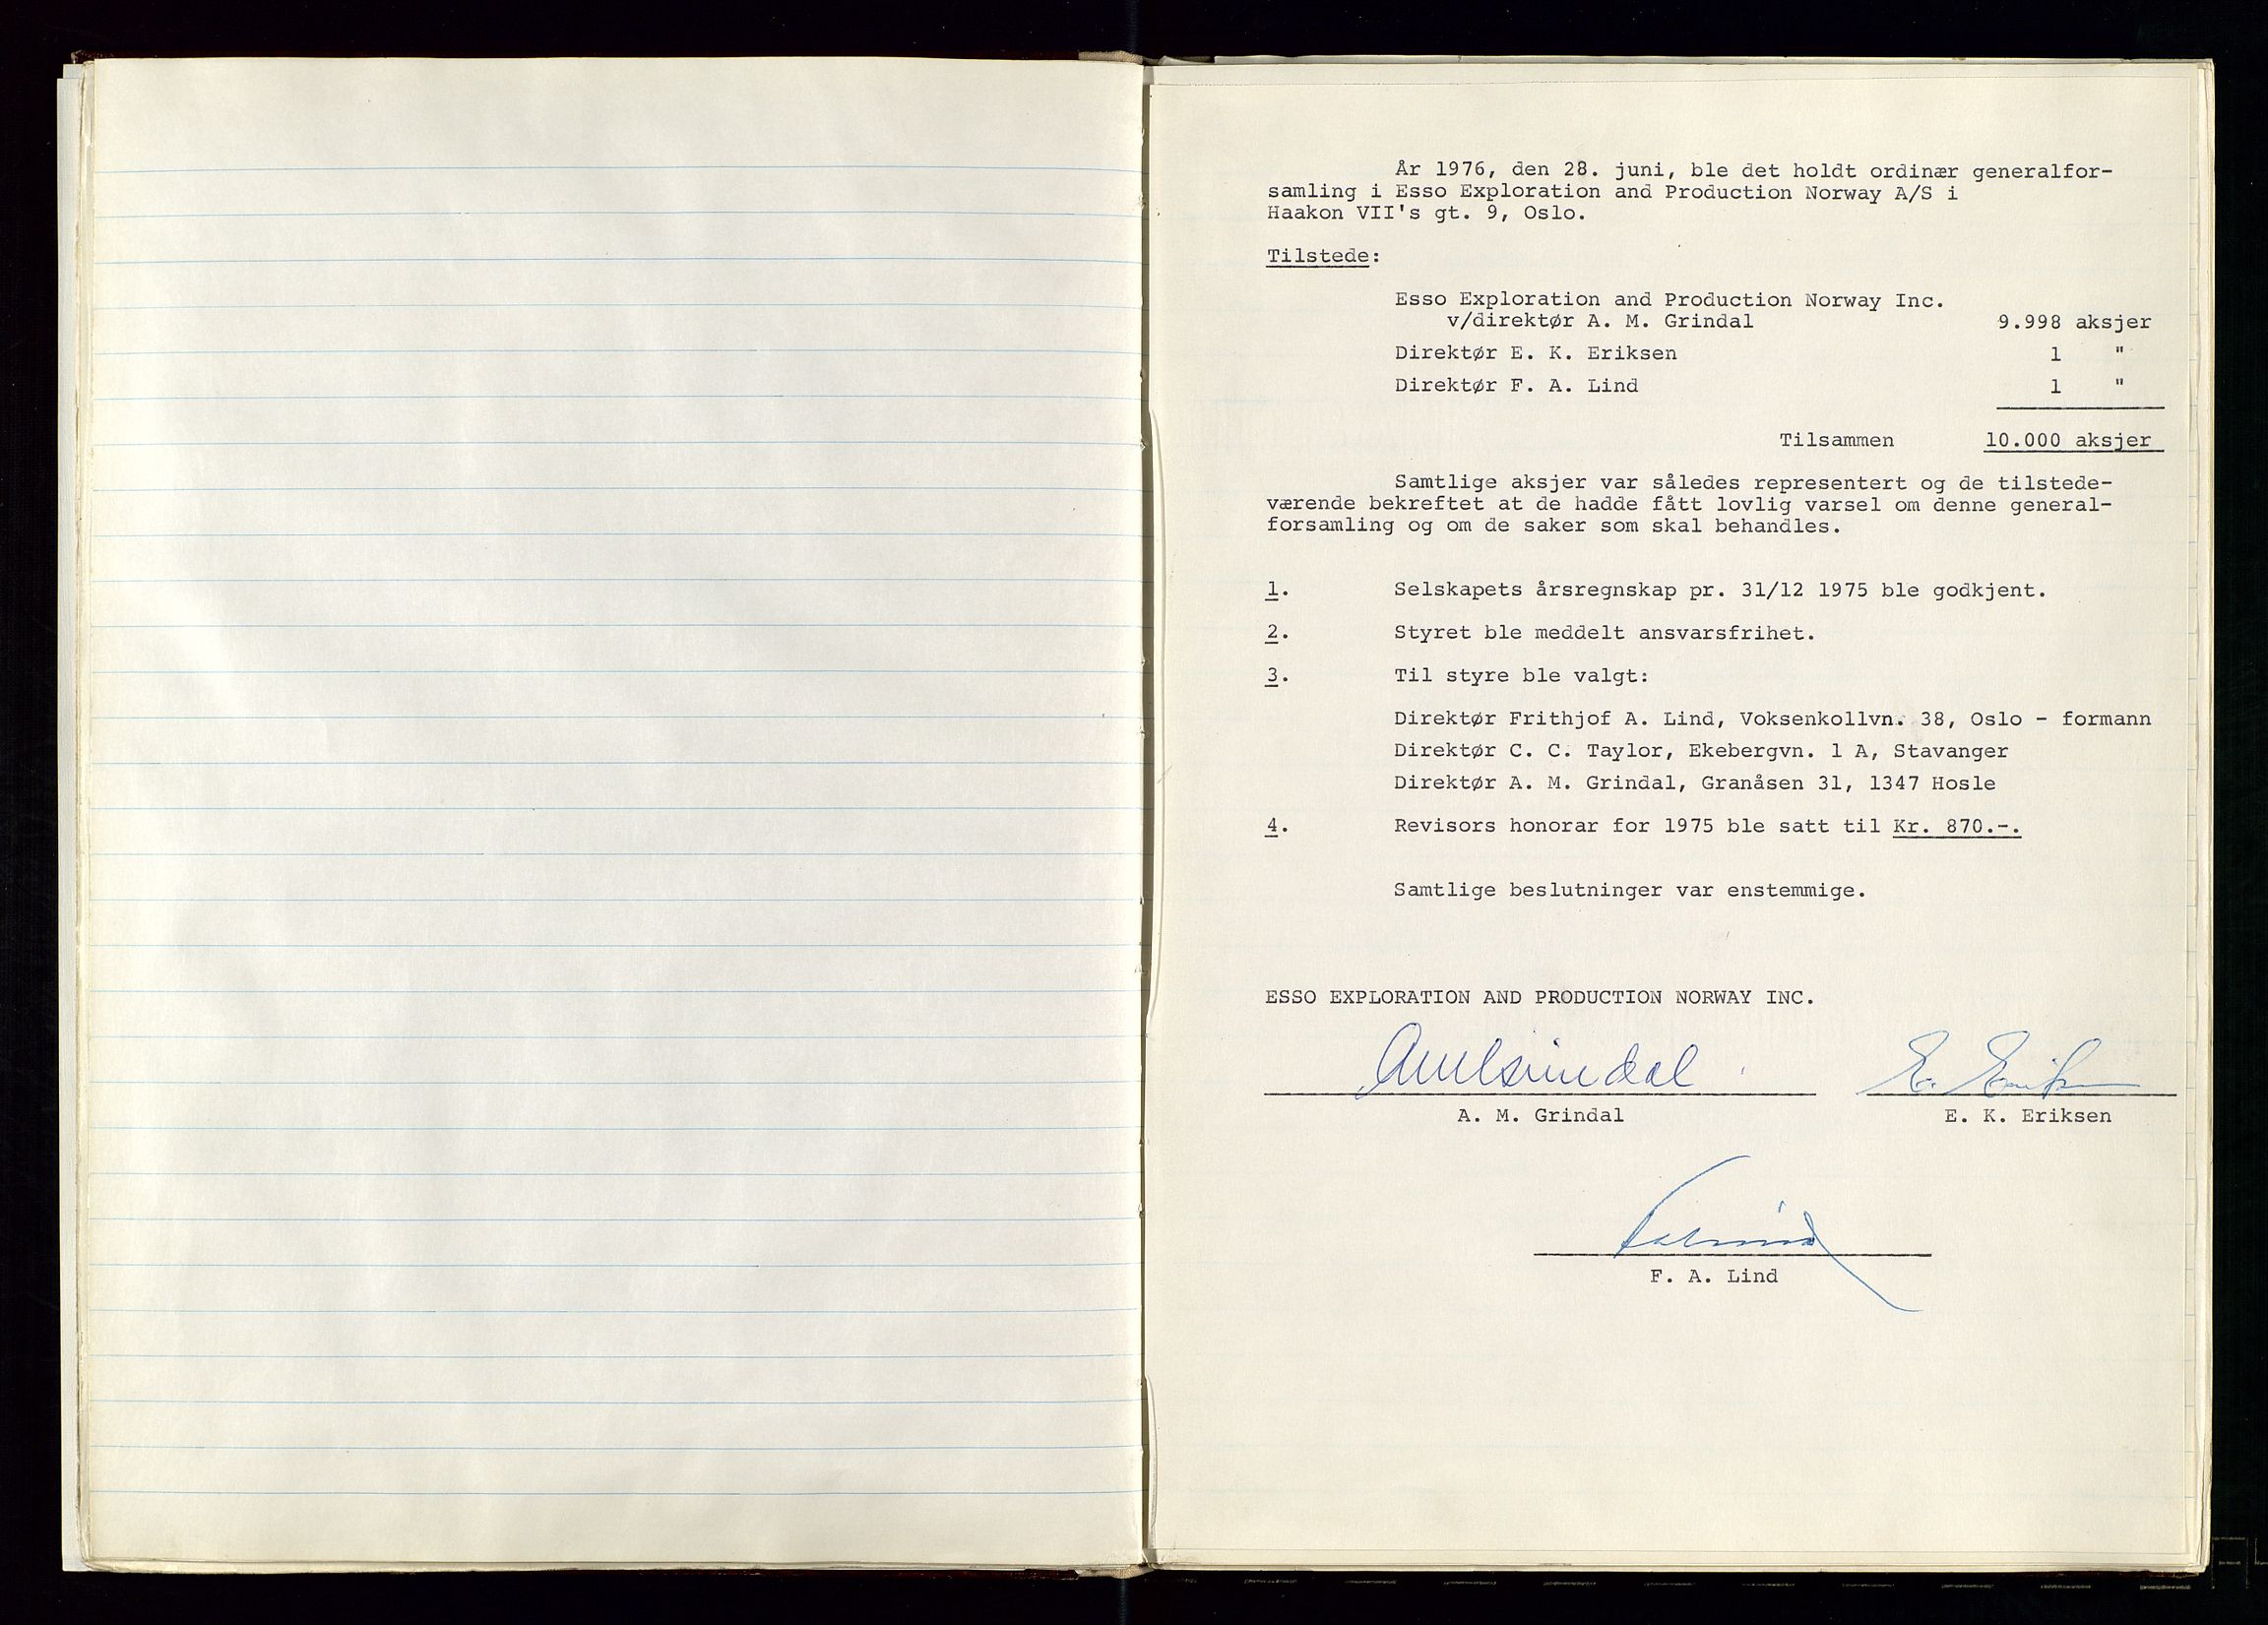 År 1976, den 28. juni, ble det holdt ordinær generalfor-
samling i Esso Exploration and Production Norway A/S i
Haakon VII's gt. 9, Oslo.
Tilstede:
Esso Exploration and Production Norway Inc.
v/direktør A. M. Grindal 9.998 aksjer
Direktør E. K. Eriksen 1 "
Direktør F. A. Lind 1 "
Tilsammen 10.000 aksjer
Samtlige aksjer var således representert og de tilstede-
værende bekreftet at de hadde fått lovlig varsel om denne general-
forsamling og om de saker som skal behandles.
1. Selskapets årsregnskap pr. 31/12 1975 ble godkjent.
2. Styret ble meddelt ansvarsfrihet.
3. Til styre ble valgt:
Direktør Frithjof A. Lind, Voksenkollvn. 38, Oslo - formann
Direktør C. C. Taylor, Ekebergvn. 1 A, Stavanger
Direktør A. M. Grindal, Granåsen 31, 1347 Hosle
4. Revisors honorar for 1975 ble satt til Kr. 870.-.
Samtlige beslutninger var enstemmige.
ESSO EXPLORATION AND PRODUCTION NORWAY INC.
A. M. Grindal E. K. Eriksen
F. A. Lind